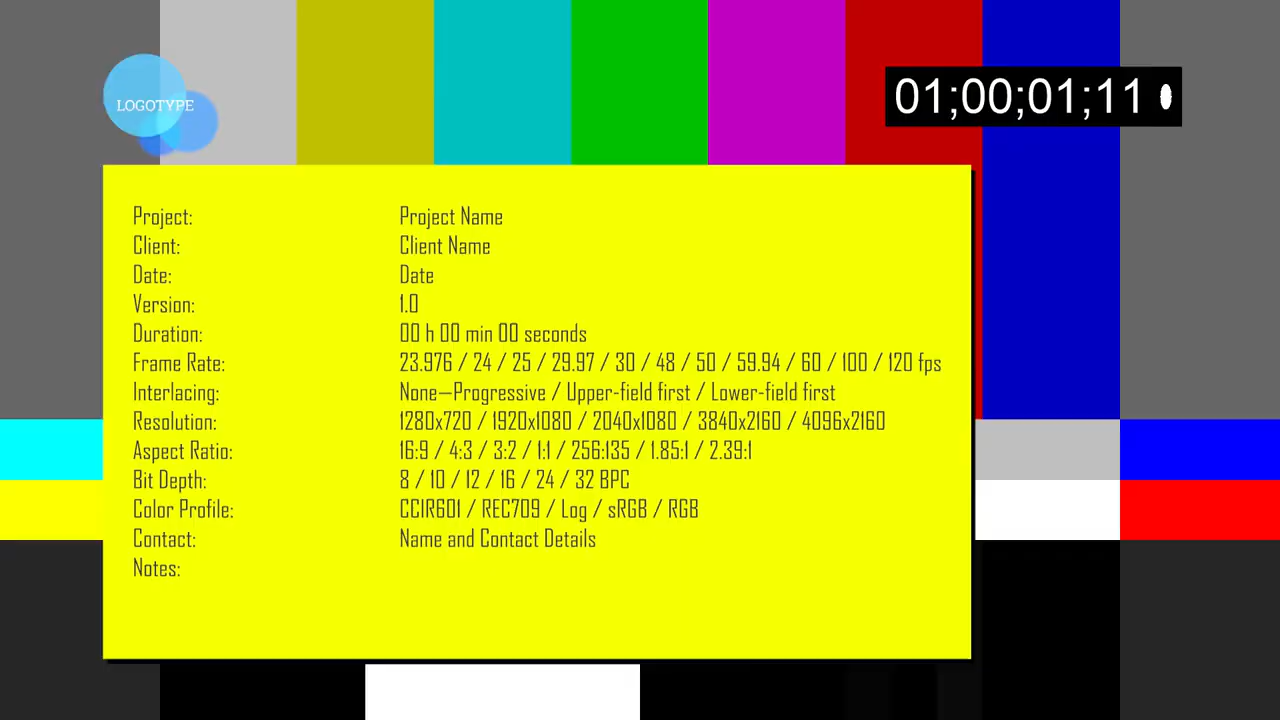 LOGOTYPE
01;00;01;11
Project: Project Name
Client: Client Name
Date: Date
Version: 1.0
Duration: 00 h 00 min 00 seconds
Frame Rate: 23.976 / 24 / 25 / 29.97 / 30 / 48 / 50 / 59.94 / 60 / 100 / 120 fps
Interlacing: None—Progressive / Upper-field first / Lower-field first
Resolution: 1280x720 / 1920x1080 / 2040x1080 / 3840x2160 / 4096x2160
Aspect Ratio: 16:9 / 4:3 / 3:2 / 1:1 / 256:135 / 1.85:1 / 2.39:1
Bit Depth: 8 / 10 / 12 / 16 / 24 / 32 BPC
Color Profile: CCIR601 / REC709 / Log / sRGB / RGB
Contact: Name and Contact Details
Notes: